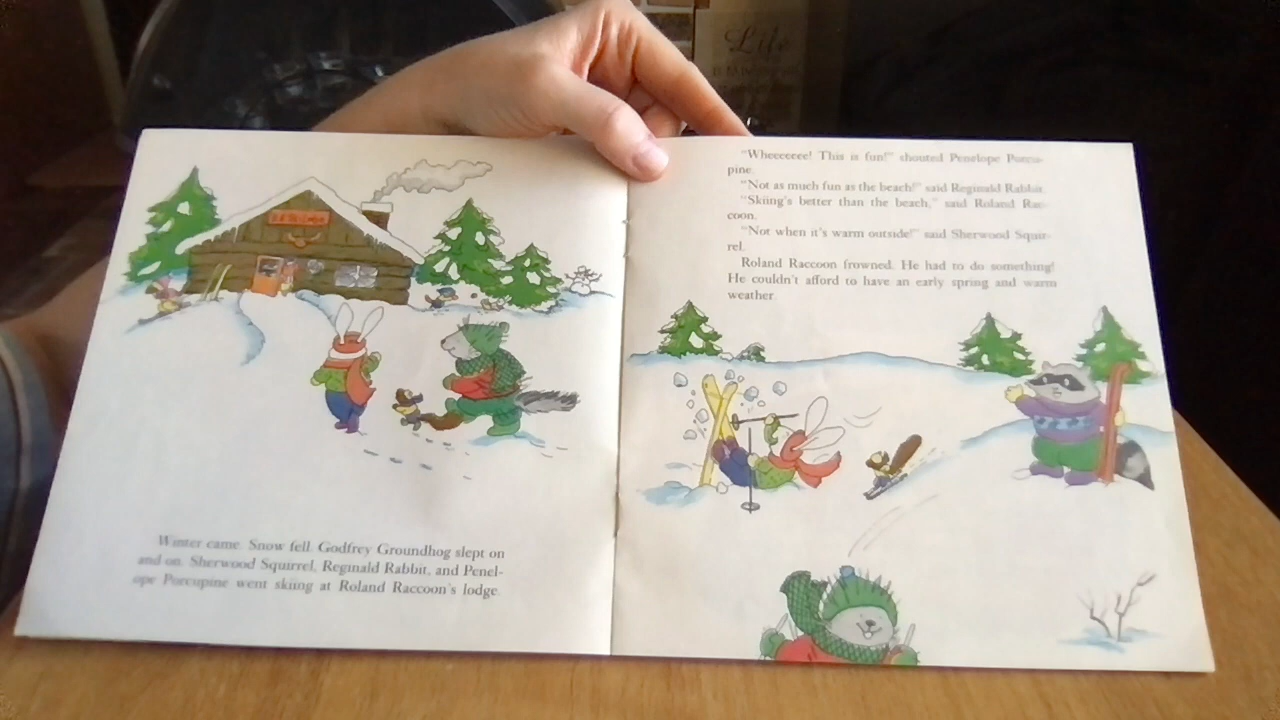 Life
Winter came. Snow fell. Godfrey Groundhog slept on
and on. Sherwood Squirrel, Reginald Rabbit, and Penel-
ope Porcupine went skiing at Roland Raccoon's lodge.
"Wheeeeeee! This is fun!" shouted Penelope Porcu-
pine.
"Not as much fun as the beach!" said Reginald Rabbit.
"Skiing's better than the beach," said Roland Rac-
coon.
"Not when it's warm outside!" said Sherwood Squir-
rel.
Roland Raccoon frowned. He had to do something!
He couldn't afford to have an early spring and warm
weather.